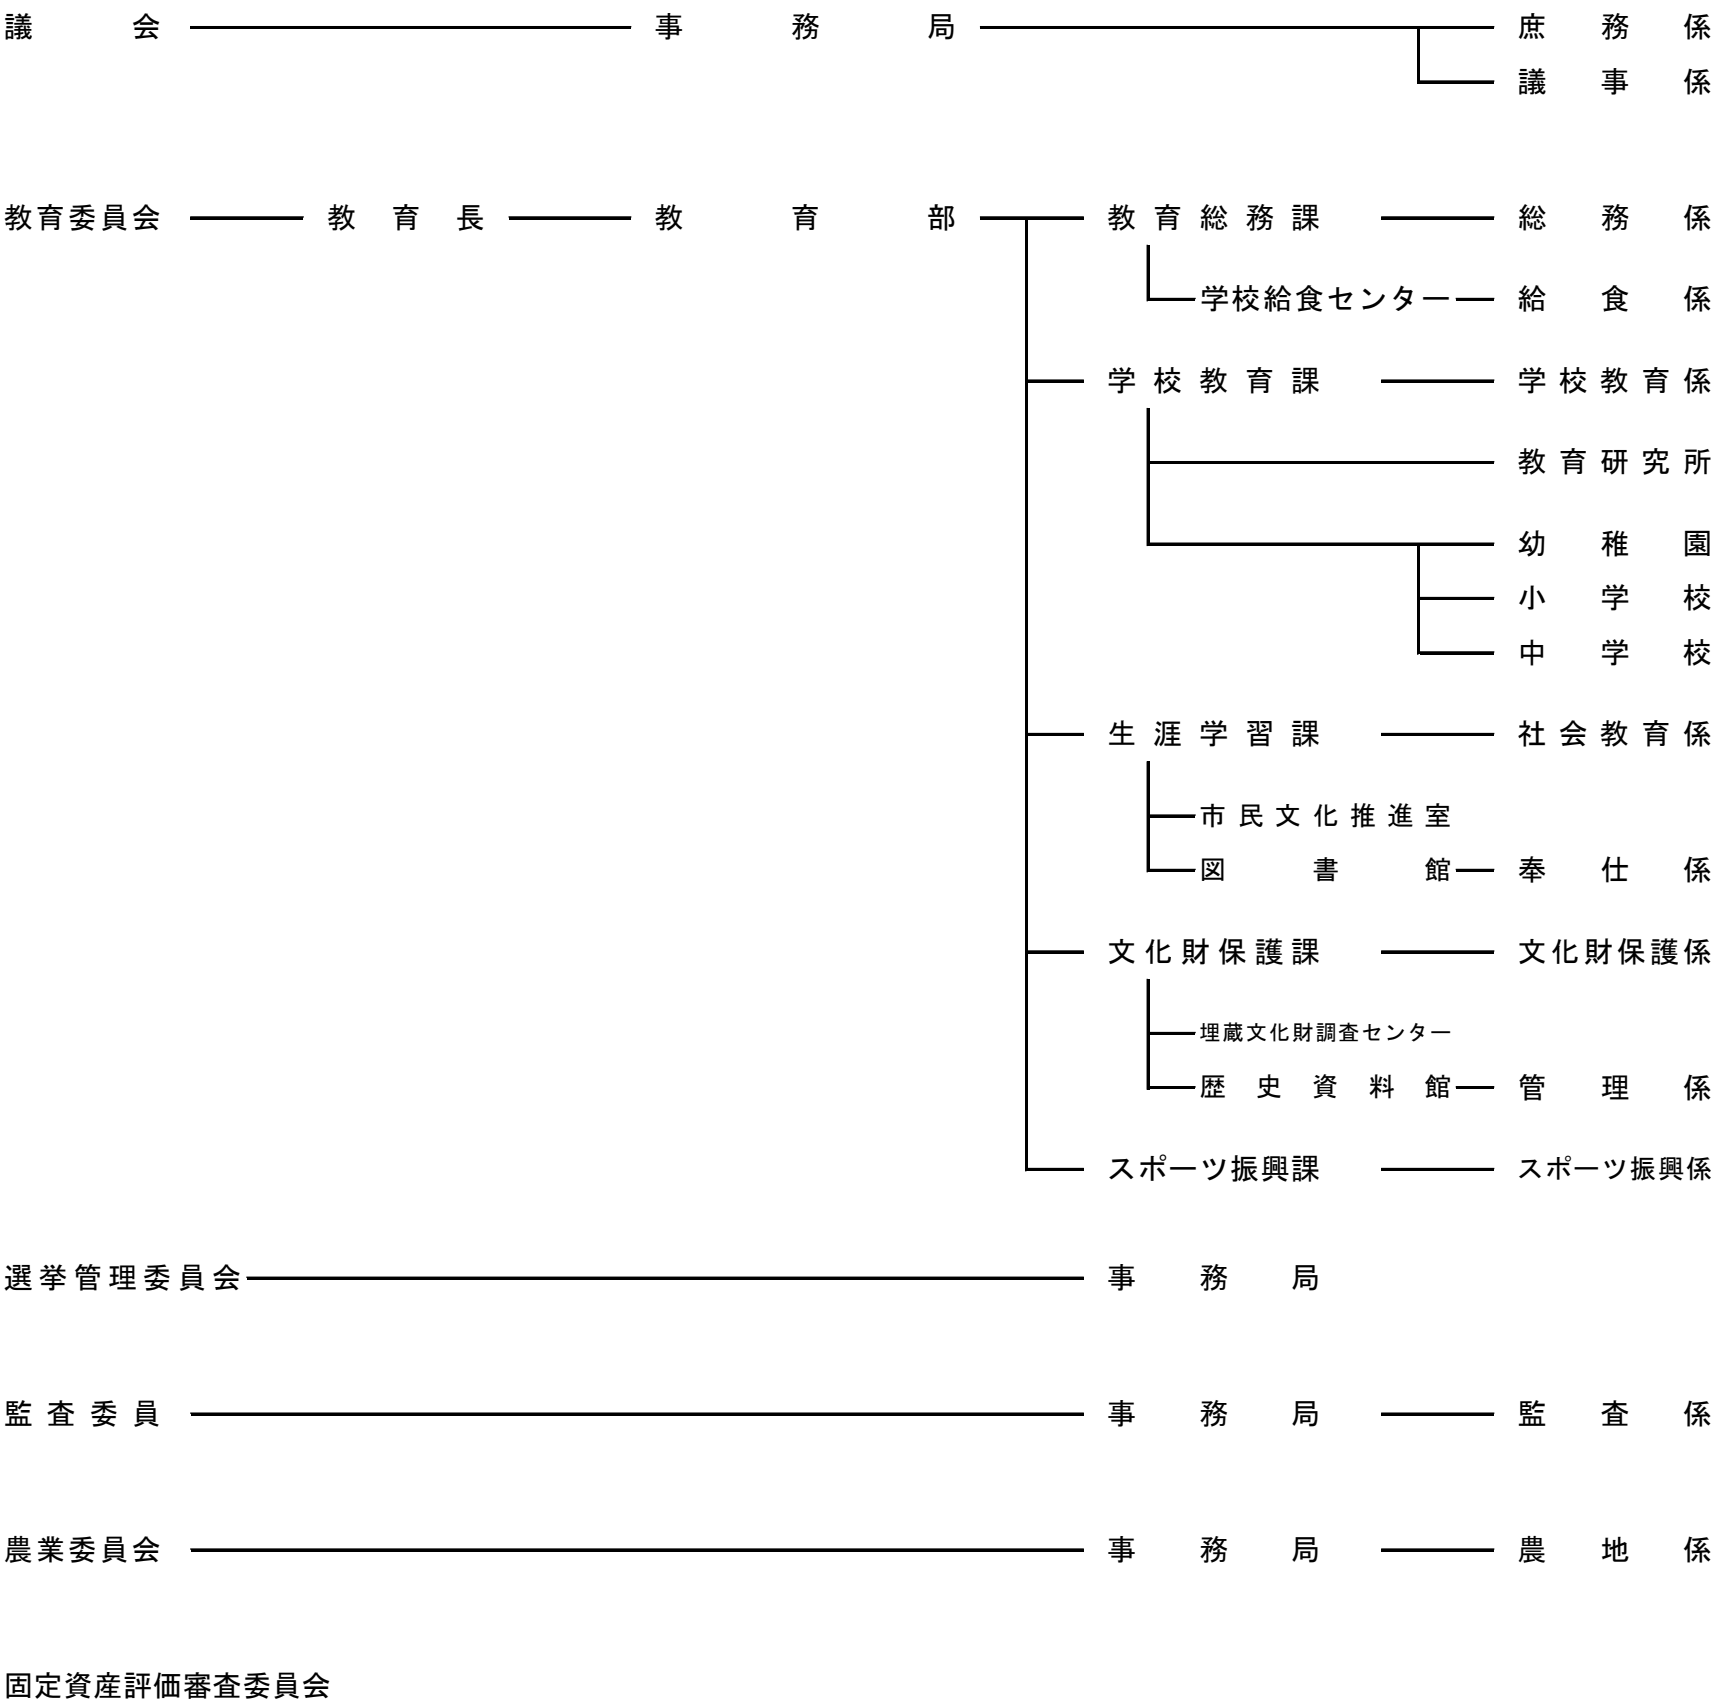 議会 事務局 庶務係
議事係
教育委員会 教育長 教育部 教育総務課 総務係
学校給食センター 給食係
学校教育課 学校教育係
教育研究所
幼稚園
小学校
中学校
生涯学習課 社会教育係
市民文化推進室
図書館 奉仕係
文化財保護課 文化財保護係
埋蔵文化財調査センター
歴史資料館 管理係
スポーツ振興課 スポーツ振興係
選挙管理委員会 事務局
監査委員 事務局 監査係
農業委員会 事務局 農地係
固定資産評価審査委員会